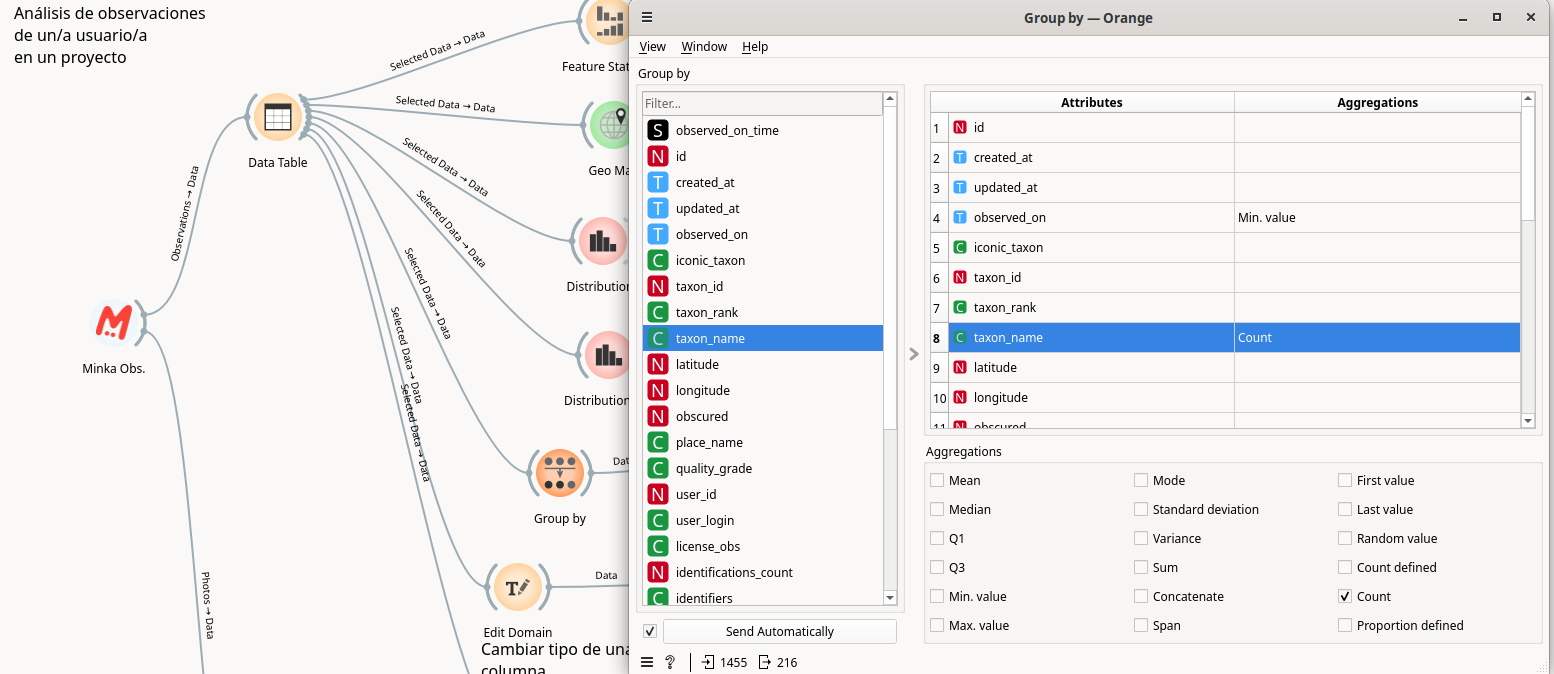 Análisis de observaciones
de un/a usuario/a
en un proyecto
Selected Data → Data
Feature Stat
Selected Data → Data
Geo Ma
Data Table
Selected Data → Data
Distribution
Selected Data → Data
Distribution
Observations → Data
Selected Data → Data
Minka Obs.
Selected Data → Data
Selected Data → Data
Group by
Dat
Photos → Data
Edit Domain
Data
Cambiar tipo de una
columna
Group by — Orange
View Window Help
Group by
Filter...
S observed_on_time
N id
T created_at
T updated_at
T observed_on
C iconic_taxon
N taxon_id
C taxon_rank
C taxon_name
N latitude
N longitude
N obscured
C place_name
C quality_grade
N user_id
C user_login
C license_obs
N identifications_count
C identifiers
Send Automatically
1455 216
Attributes Aggregations
1 N id
2 T created_at
3 T updated_at
4 T observed_on Min. value
5 C iconic_taxon
6 N taxon_id
7 C taxon_rank
8 C taxon_name Count
9 N latitude
10 N longitude
11 N obscured
Aggregations
Mean Mode First value
Median Standard deviation Last value
Q1 Variance Random value
Q3 Sum Count defined
Min. value Concatenate Count
Max. value Span Proportion defined